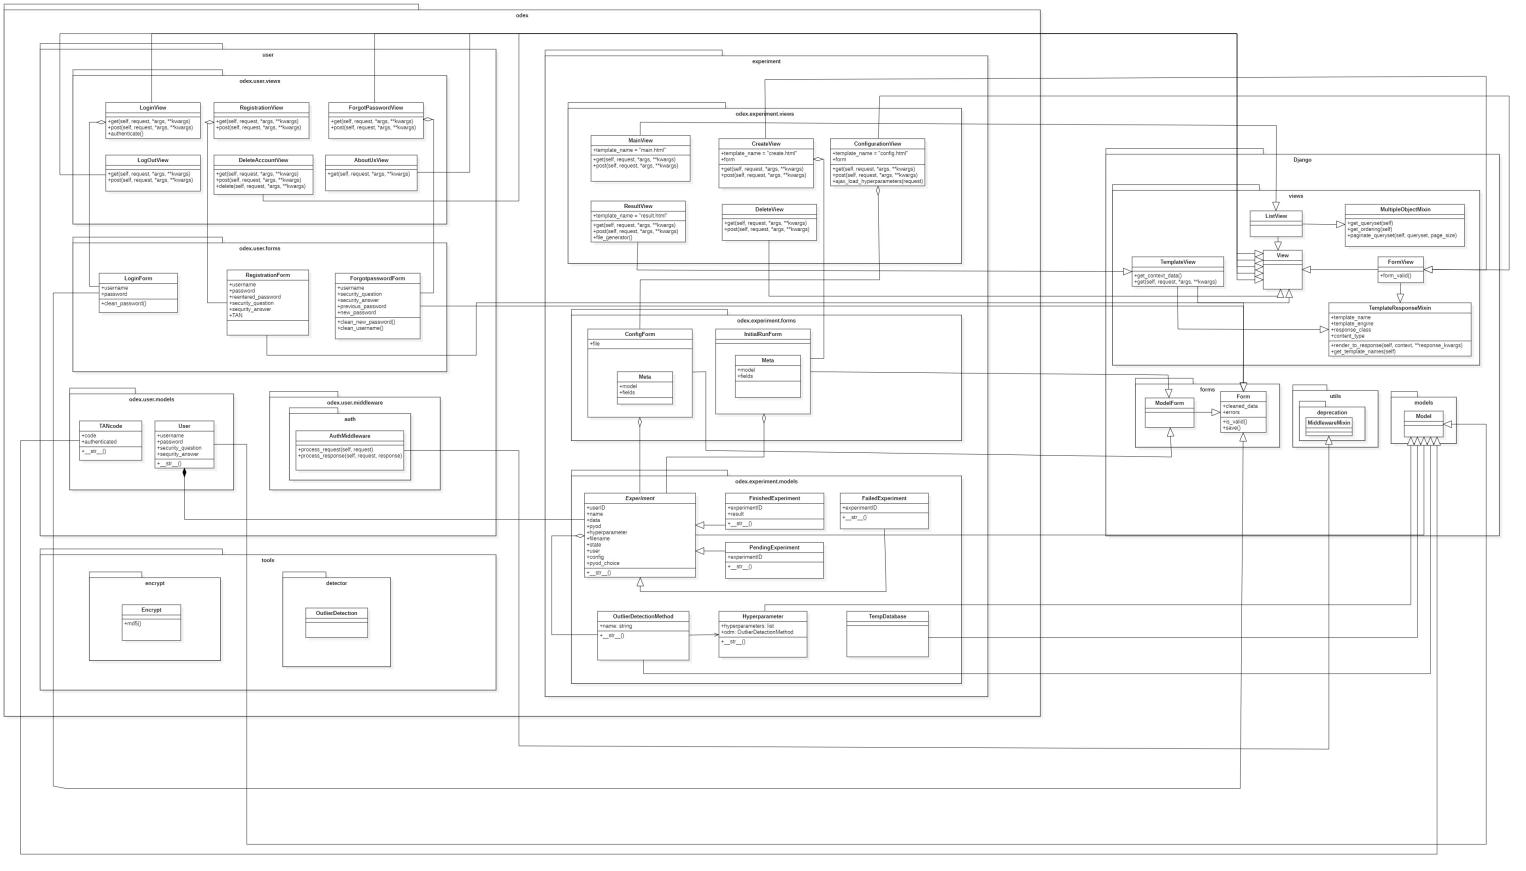 odex
user
odex.user.views
LoginView
+get(self, request, *args, **kwargs)
+post(self, request, *args, **kwargs)
+authenticate()
RegistrationView
+get(self, request, *args, **kwargs)
+post(self, request, *args, **kwargs)
ForgotPasswordView
+get(self, request, *args, **kwargs)
+post(self, request, *args, **kwargs)
LogOutView
+get(self, request, *args, **kwargs)
+post(self, request, *args, **kwargs)
DeleteAccountView
+get(self, request, *args, **kwargs)
+post(self, request, *args, **kwargs)
+delete(self, request, *args, **kwargs)
AboutUsView
+get(self, request, *args, **kwargs)
odex.user.forms
LoginForm
+username
+password
+clean_password()
RegistrationForm
+username
+password
+reentered_password
+security_question
+security_answer
+TAN
ForgotpasswordForm
+username
+security_question
+security_answer
+previous_password
+new_password
+clean_new_password()
+clean_username()
odex.user.models
TANcode
+code
+authenticated
+__str__()
User
+username
+password
+security_question
+sequrity_answer
+__str__()
odex.user.middleware
auth
AuthMiddleware
+process_request(self, request)
+process_response(self, request, response)
tools
encrypt
Encrypt
+md5()
detector
OutlierDetection
experiment
odex.experiment.views
MainView
+template_name = "main.html"
+get(self, request, *args, **kwargs)
+post(self, request, *args, **kwargs)
CreateView
+template_name = "create.html"
+form
+get(self, request, *args, **kwargs)
+post(self, request, *args, **kwargs)
ConfigurationView
+template_name = "config.html"
+form
+get(self, request, *args, **kwargs)
+post(self, request, *args, **kwargs)
+ajax_load_hyperparameters(request)
ResultView
+template_name = "result.html"
+get(self, request, *args, **kwargs)
+post(self, request, *args, **kwargs)
+file_generator()
DeleteView
+get(self, request, *args, **kwargs)
+post(self, request, *args, **kwargs)
odex.experiment.forms
ConfigForm
+file
Meta
+model
+fields
InitialRunForm
Meta
+model
+fields
odex.experiment.models
Experiment
+userID
+name
+data
+pyod
+hyperparameter
+filename
+state
+user
+config
+pyod_choice
+__str__()
FinishedExperiment
+experimentID
+result
+__str__()
FailedExperiment
+experimentID
+__str__()
PendingExperiment
+experimentID
+__str__()
OutlierDetectionMethod
+name: string
+__str__()
Hyperparameter
+hyperparameters: list
+odm: OutlierDetectionMethod
+__str__()
TempDatabase
Django
views
ListView
MultipleObjectMixin
+get_queryset(self)
+get_ordering(self)
+paginate_queryset(self, queryset, page_size)
View
TemplateView
+get_context_data()
+get(self, request, *args, **kwargs)
FormView
+form_valid()
TemplateResponseMixin
+template_name
+template_engine
+response_class
+content_type
+render_to_response(self, context, **response_kwargs)
+get_template_names(self)
forms
ModelForm
Form
+cleaned_data
+errors
+is_valid()
+save()
utils
deprecation
MiddlewareMixin
models
Model